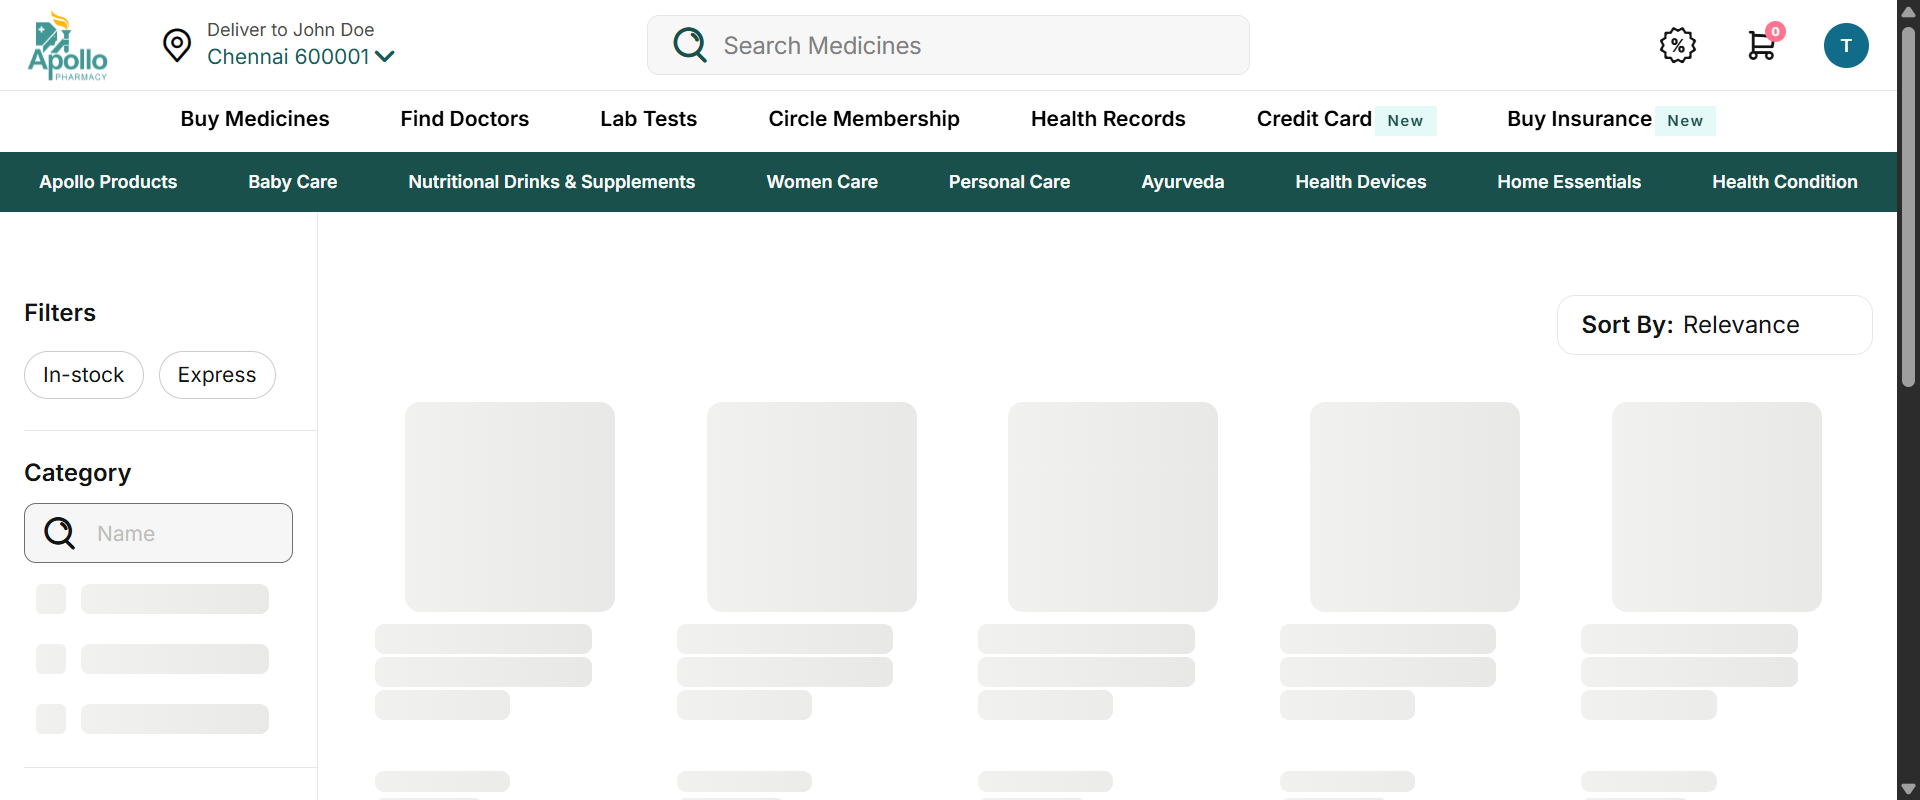 Apollo
PHARMACY
Deliver to John Doe
Chennai 600001
Search Medicines
%
0
T
Buy Medicines
Find Doctors
Lab Tests
Circle Membership
Health Records
Credit Card New
Buy Insurance New
Apollo Products
Baby Care
Nutritional Drinks & Supplements
Women Care
Personal Care
Ayurveda
Health Devices
Home Essentials
Health Condition
Filters
In-stock
Express
Sort By: Relevance
Category
Name